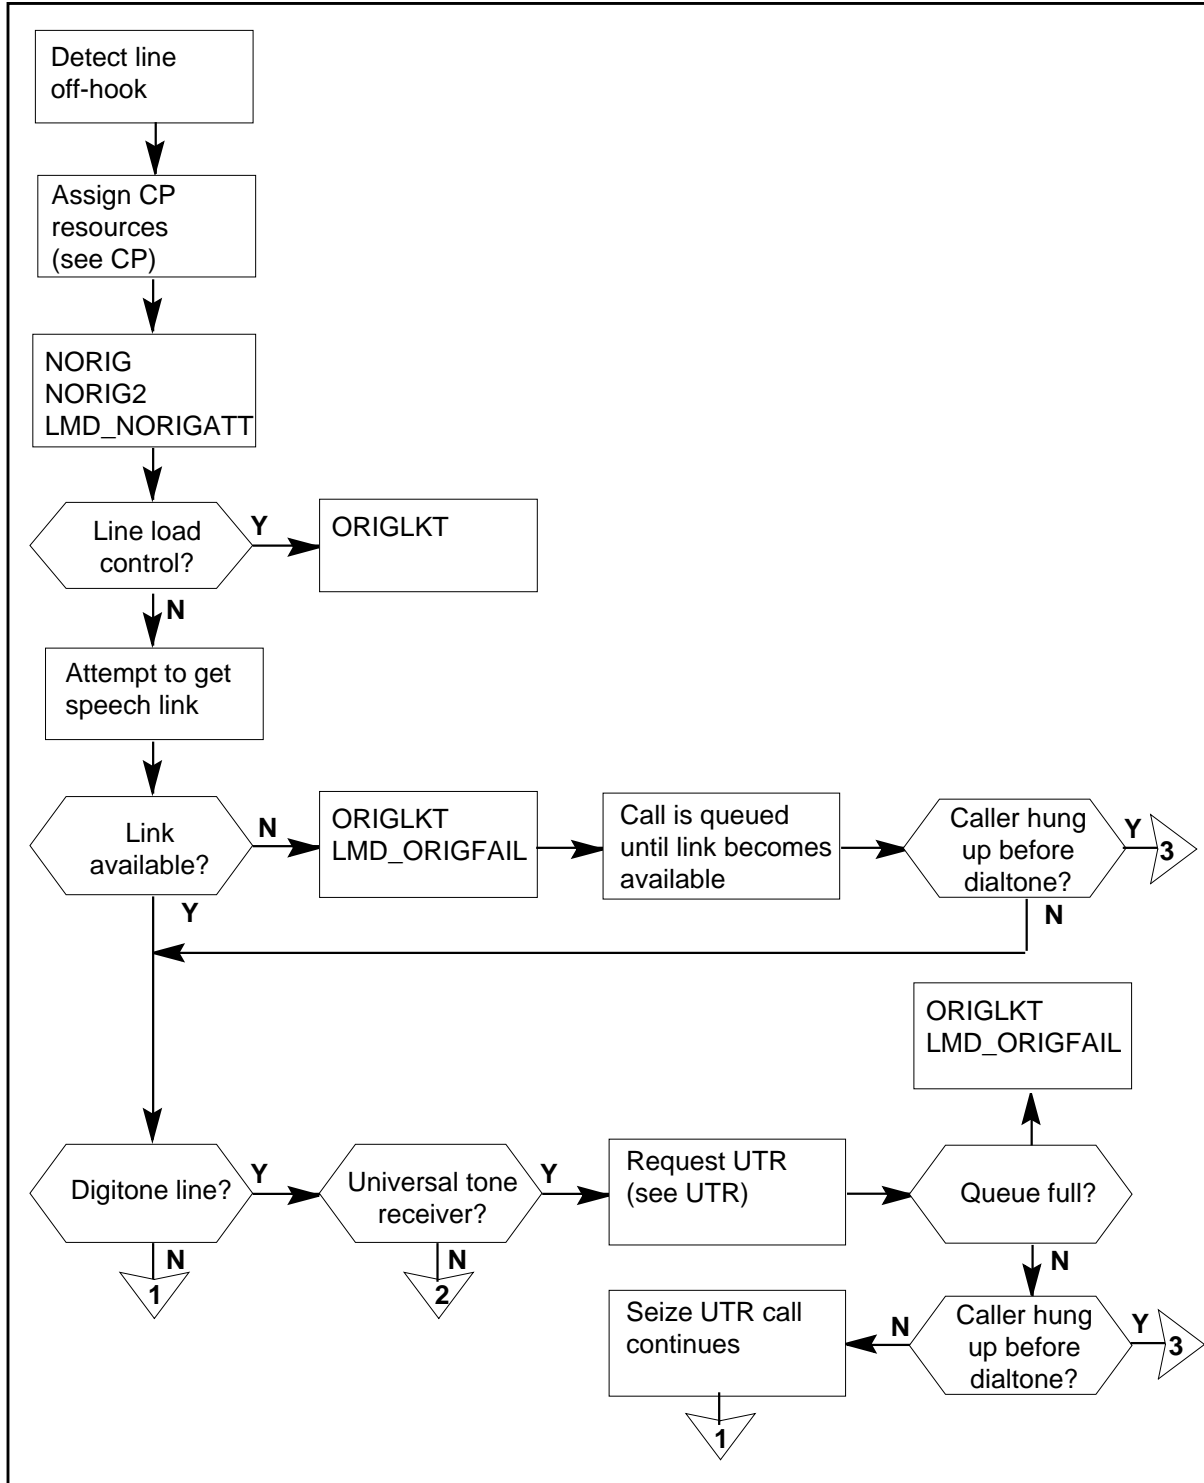 Detect line
off-hook
Assign CP
resources
(see CP)
NORIG
NORIG2
LMD_NORIGATT
Line load
control?
Y
ORIGLKT
N
Attempt to get
speech link
Link
available?
N
ORIGLKT
LMD_ORIGFAIL
Call is queued
until link becomes
available
Caller hung
up before
dialtone?
Y
3
Y
N
ORIGLKT
LMD_ORIGFAIL
Digitone line?
Y
Universal tone
receiver?
Y
Request UTR
(see UTR)
Queue full?
N
1
N
2
N
Seize UTR call
continues
N
Caller hung
up before
dialtone?
Y
3
1